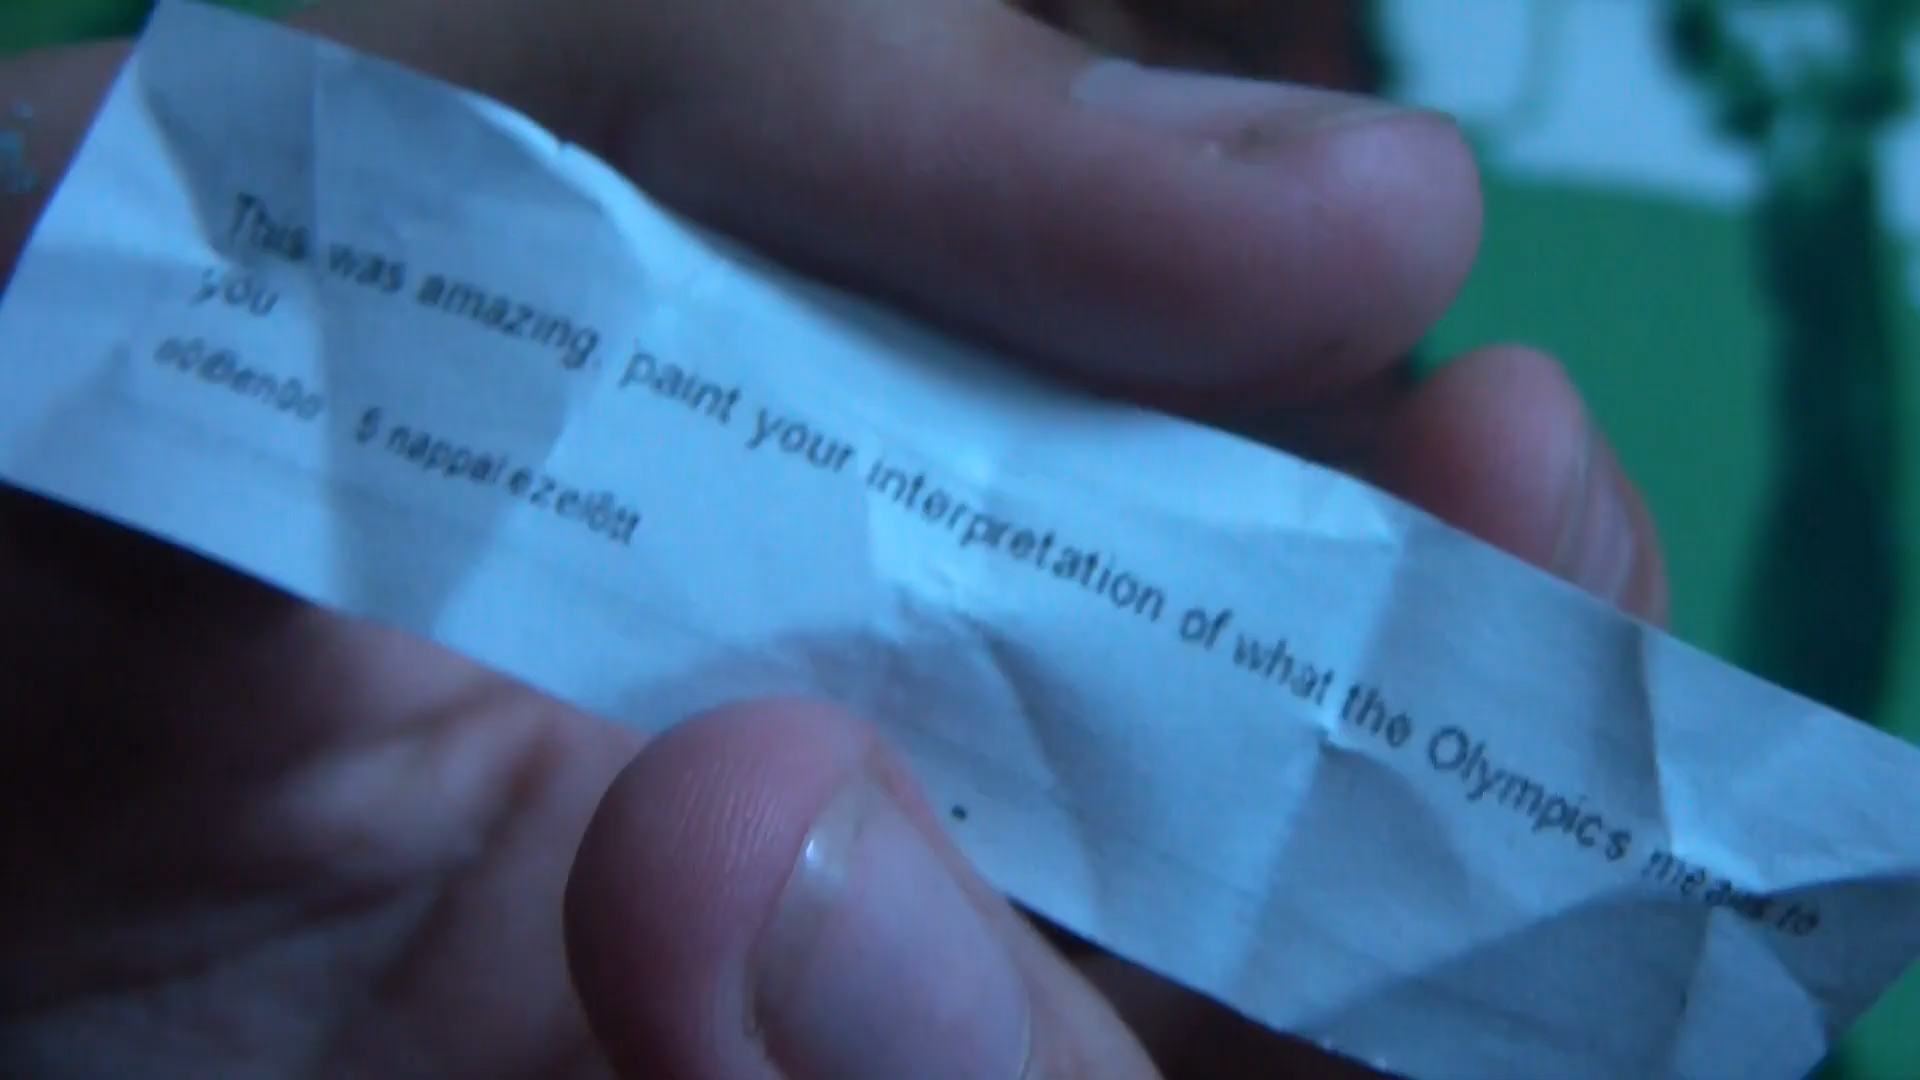 This was amazing, paint your interpretation of what the Olympics means to
you
5 nappal ezelőtt